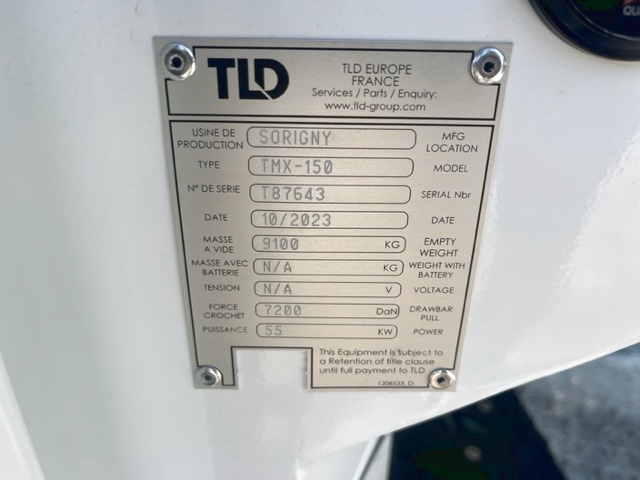 TLD
TLD EUROPE
FRANCE
Services / Parts / Enquiry:
www.tld-group.com
USINE DE PRODUCTION SORIGNY MFG LOCATION
TYPE TMX-150 MODEL
N° DE SERIE T87643 SERIAL Nbr
DATE 10/2023 DATE
MASSE A VIDE 9100 KG EMPTY WEIGHT
MASSE AVEC BATTERIE N/A KG WEIGHT WITH BATTERY
TENSION N/A V VOLTAGE
FORCE CROCHET 7200 DaN DRAWBAR PULL
PUISSANCE 55 KW POWER
This Equipment is subject to
a Retention of title clause
until full payment to TLD
1208533_D